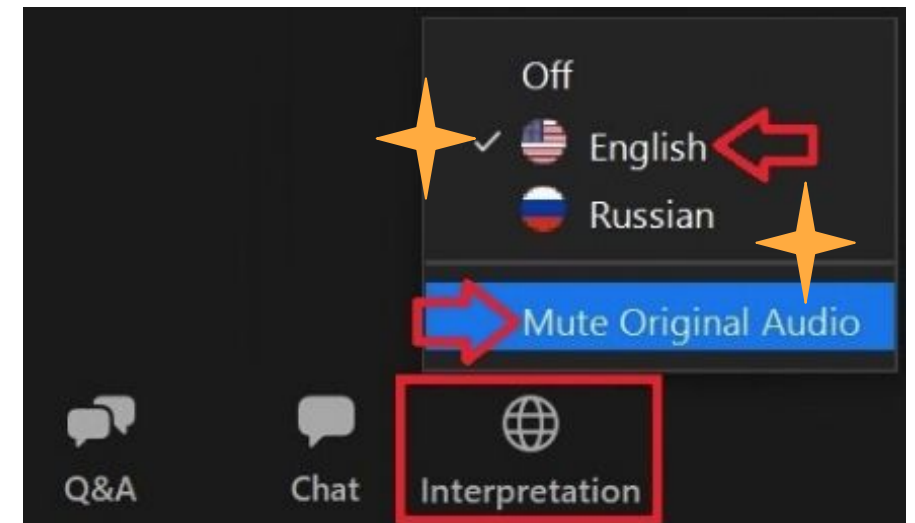 Off
English
Russian
Mute Original Audio
Q&A
Chat
Interpretation